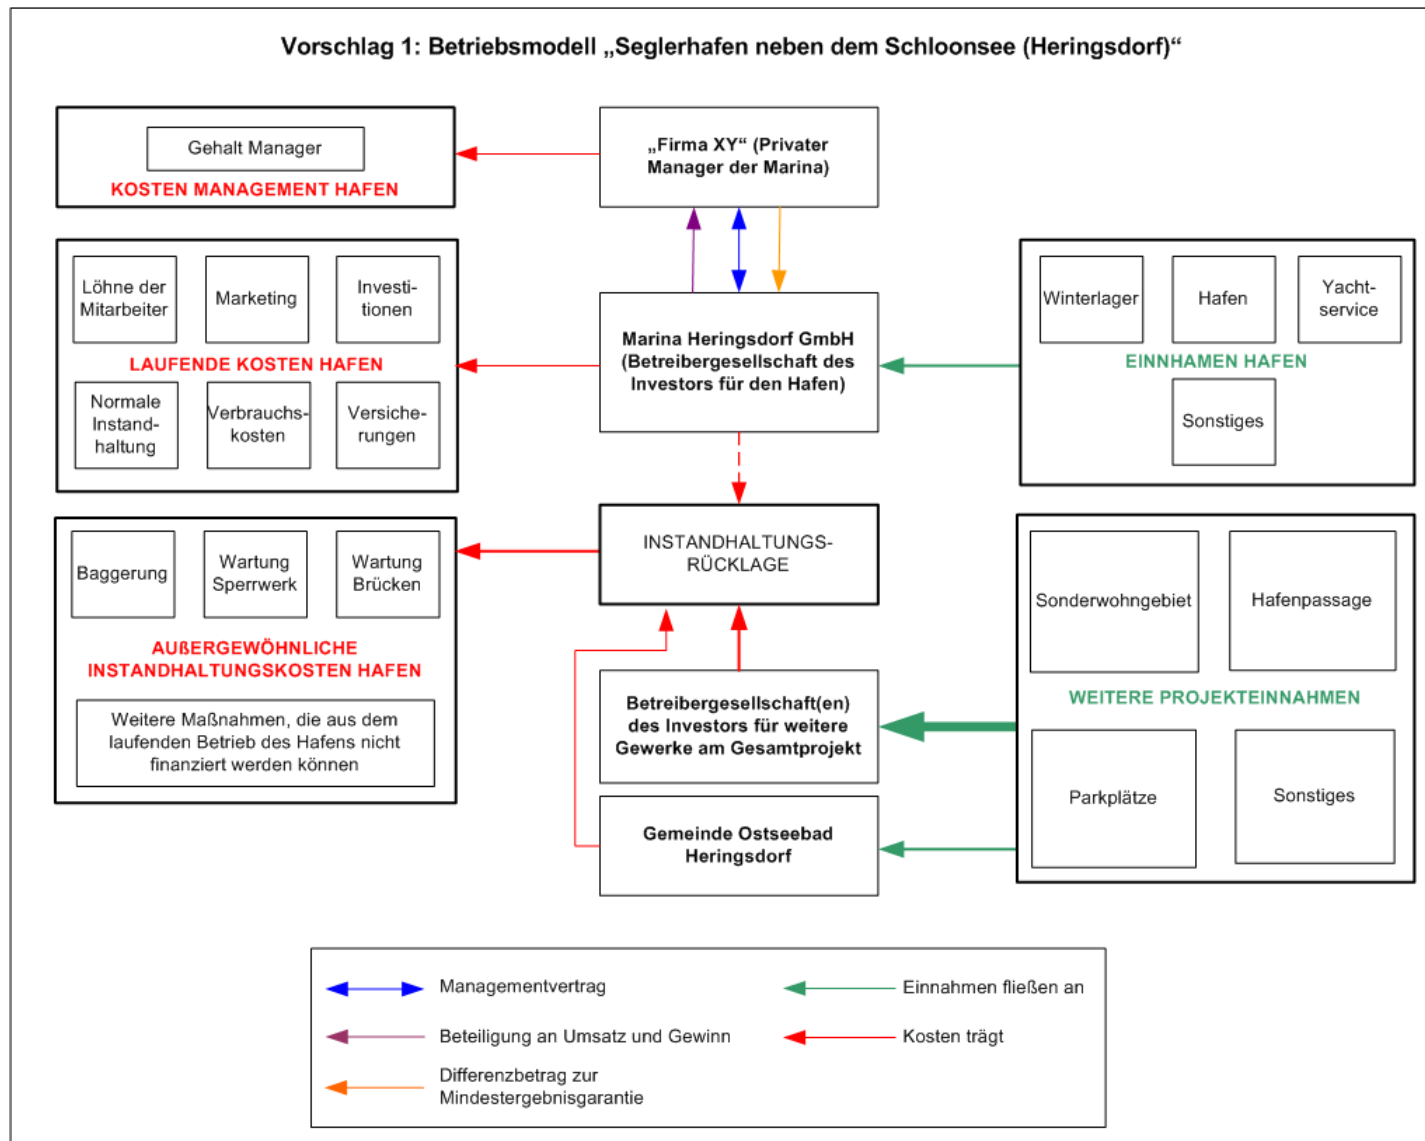 Vorschlag 1: Betriebsmodell „Seglerhafen neben dem Schloonsee (Heringsdorf)“
Gehalt Manager
KOSTEN MANAGEMENT HAFEN
„Firma XY“ (Privater
Manager der Marina)
Löhne der
Mitarbeiter
Marketing
Investi-
tionen
LAUFENDE KOSTEN HAFEN
Normale
Instand-
haltung
Verbrauchs-
kosten
Versiche-
rungen
Marina Heringsdorf GmbH
(Betreibergesellschaft des
Investors für den Hafen)
Winterlager
Hafen
Yacht-
service
EINNHAMEN HAFEN
Sonstiges
Baggerung
Wartung
Sperrwerk
Wartung
Brücken
AUßERGEWÖHNLICHE
INSTANDHALTUNGSKOSTEN HAFEN
Weitere Maßnahmen, die aus dem
laufenden Betrieb des Hafens nicht
finanziert werden können
INSTANDHALTUNGS-
RÜCKLAGE
Betreibergesellschaft(en)
des Investors für weitere
Gewerke am Gesamtprojekt
Gemeinde Ostseebad
Heringsdorf
Sonderwohngebiet
Hafenpassage
WEITERE PROJEKTEINNAHMEN
Parkplätze
Sonstiges
Managementvertrag
Beteiligung an Umsatz und Gewinn
Differenzbetrag zur
Mindestergebnisgarantie
Einnahmen fließen an
Kosten trägt